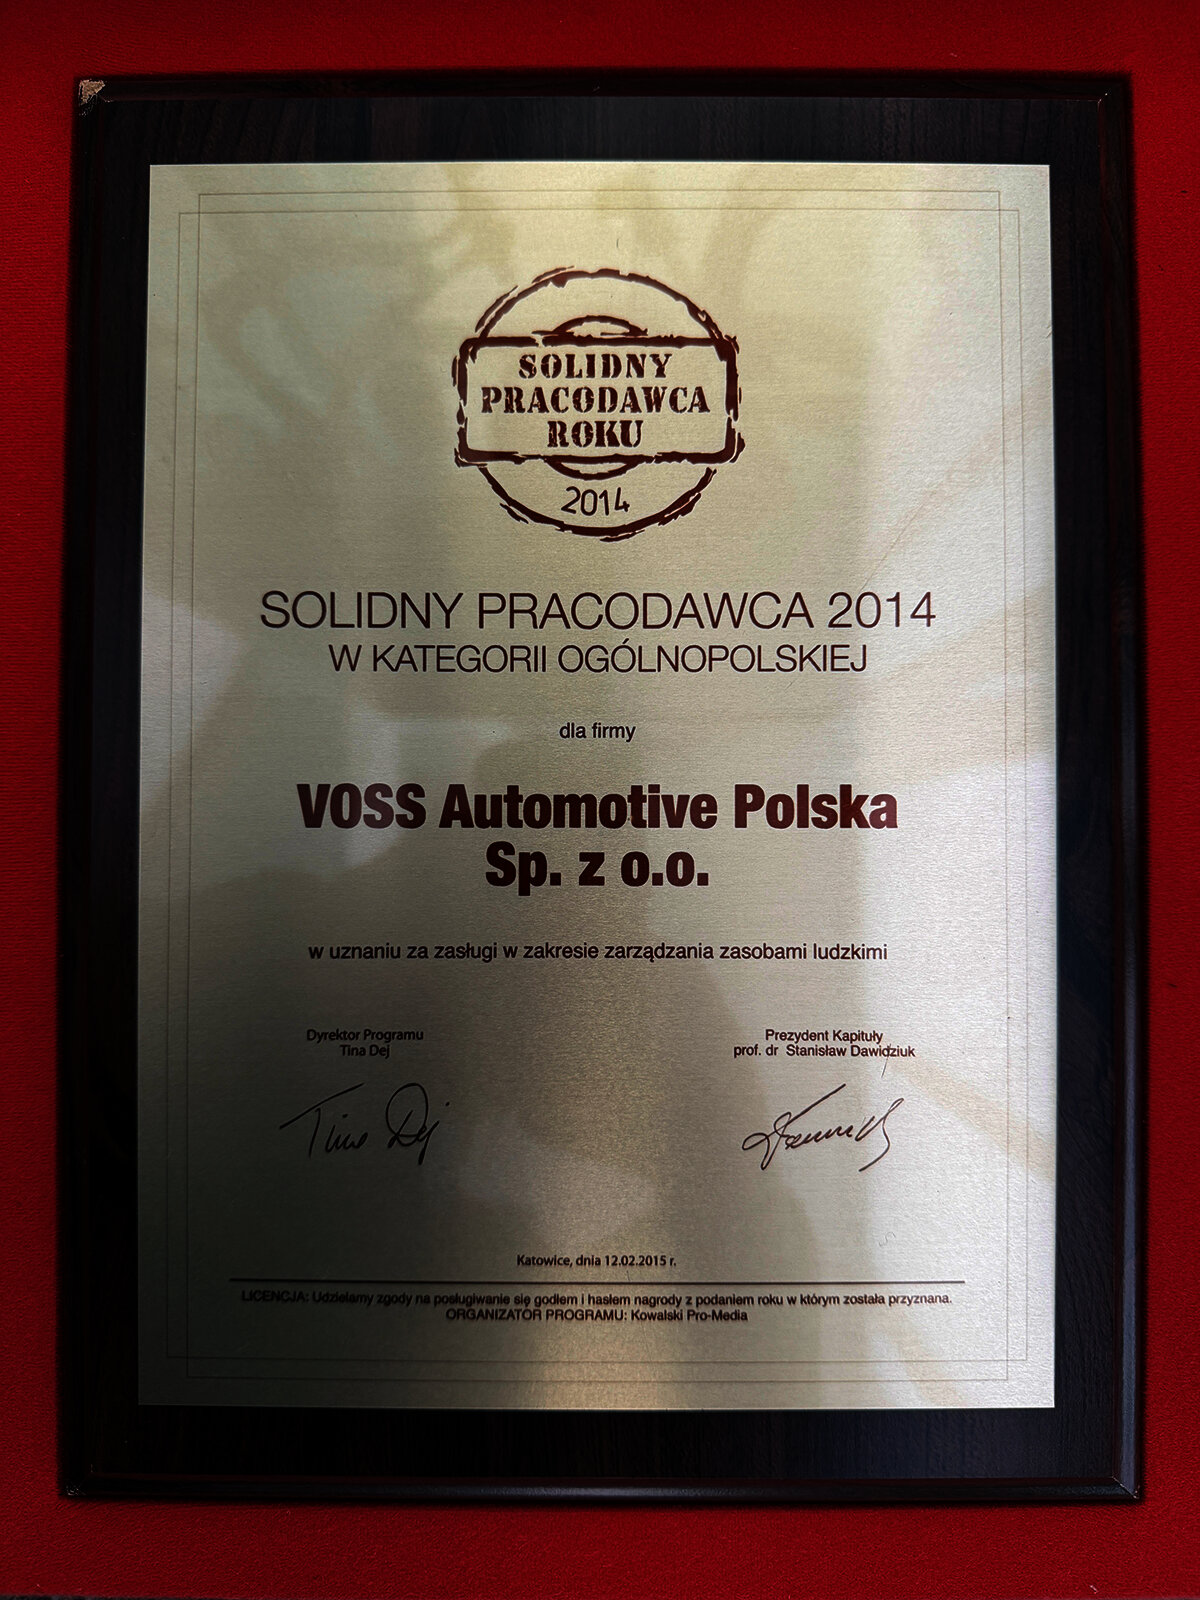 SOLIDNY
PRACODAWCA
ROKU
2014
SOLIDNY PRACODAWCA 2014
W KATEGORII OGÓLNOPOLSKIEJ
dla firmy
VOSS Automotive Polska
Sp. z o.o.
w uznaniu za zasługi w zakresie zarządzania zasobami ludzkimi
Dyrektor Programu
Tina Dej
Tina Dej
Prezydent Kapituły
prof. dr Stanisław Dawidziuk
Katowice, dnia 12.02.2015 r.
LICENCJA: Udzielamy zgody na posługiwanie się godłem i hasłem nagrody z podaniem roku w którym została przyznana.
ORGANIZATOR PROGRAMU: Kowalski Pro-Media